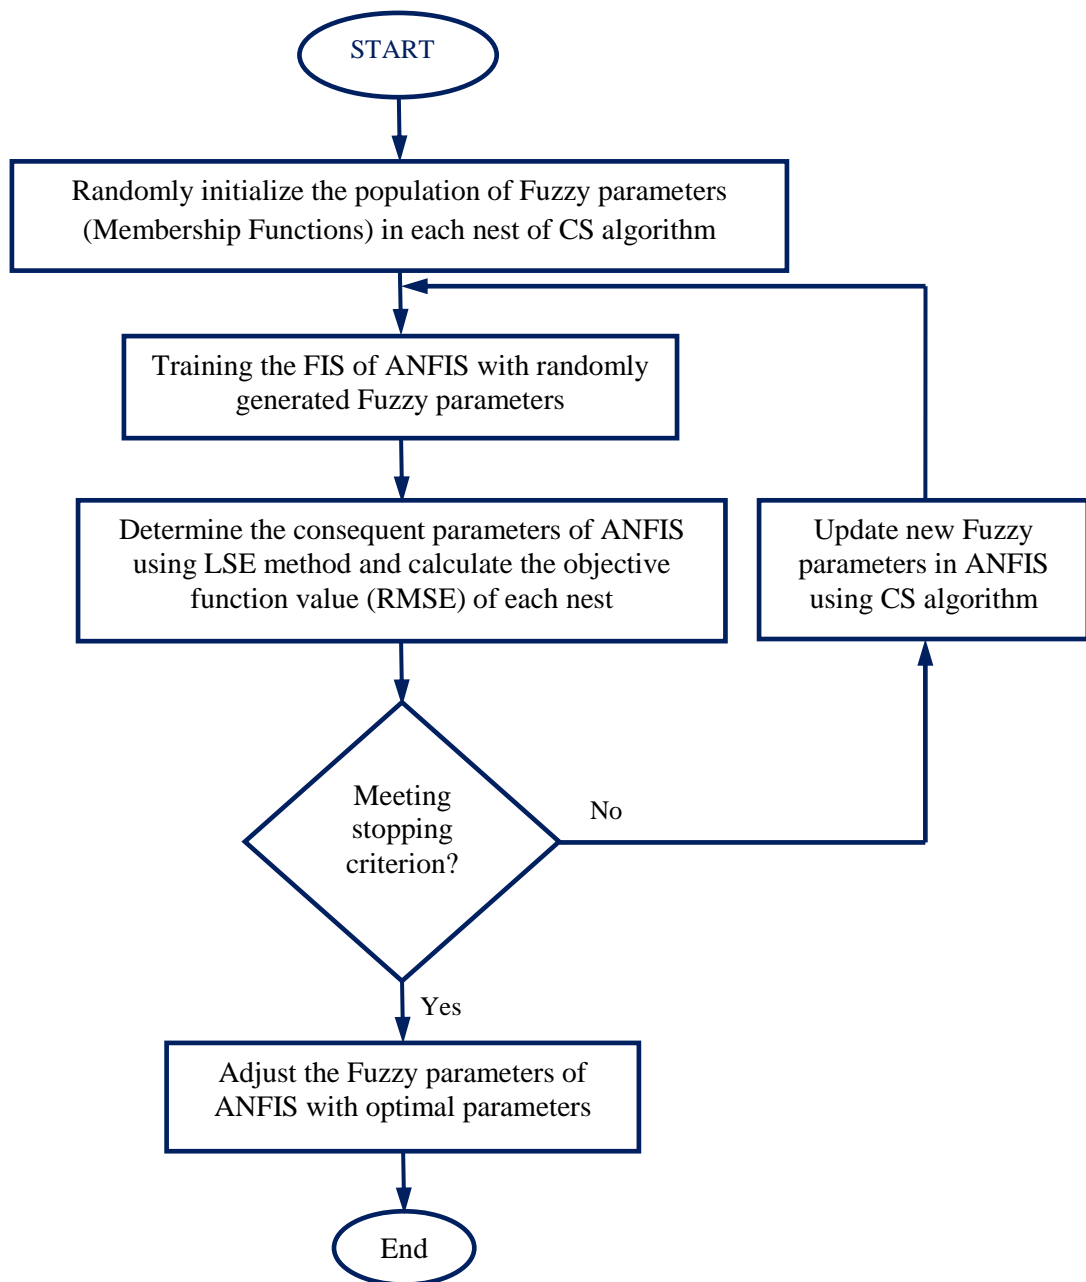 START
Randomly initialize the population of Fuzzy parameters
(Membership Functions) in each nest of CS algorithm
Training the FIS of ANFIS with randomly
generated Fuzzy parameters
Determine the consequent parameters of ANFIS
using LSE method and calculate the objective
function value (RMSE) of each nest
Update new Fuzzy
parameters in ANFIS
using CS algorithm
Meeting
stopping
criterion?
No
Yes
Adjust the Fuzzy parameters of
ANFIS with optimal parameters
End